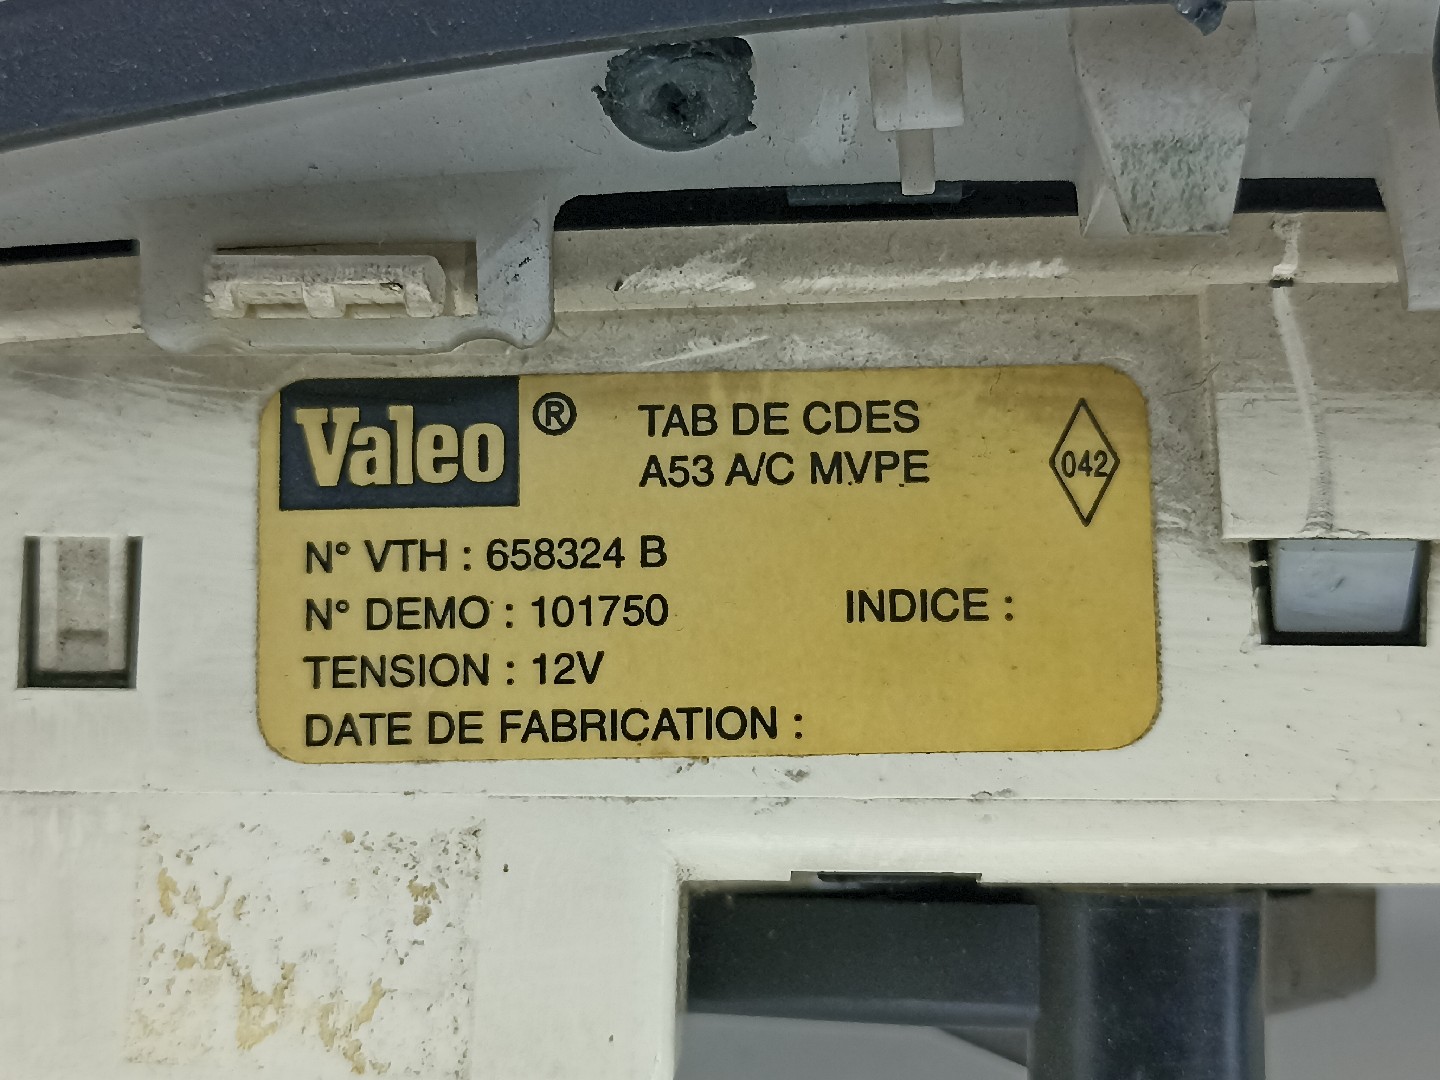 Valeo ® TAB DE CDES
A53 A/C MVPE
042
N° VTH : 658324 B
N° DEMO : 101750 INDICE :
TENSION : 12V
DATE DE FABRICATION :